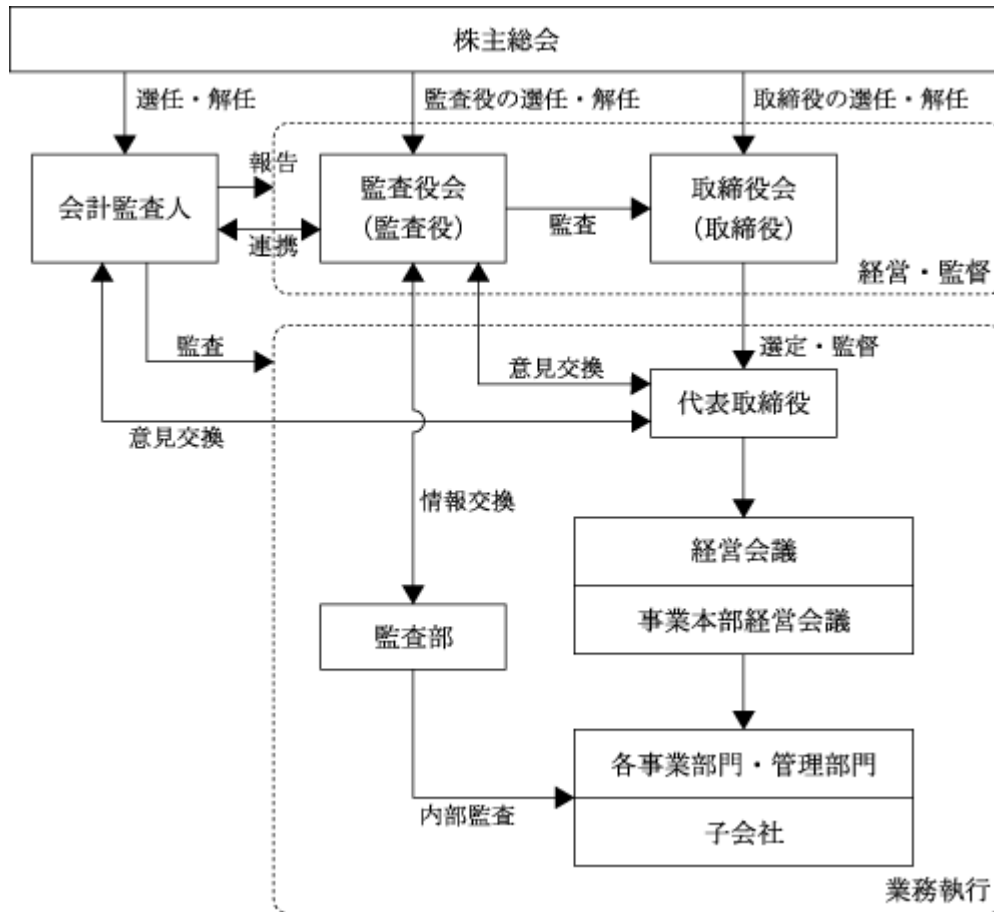 株主総会
選任・解任
監査役の選任・解任
取締役の選任・解任
会計監査人
報告
連携
監査役会
(監査役)
監査
取締役会
(取締役)
経営・監督
監査
意見交換
選定・監督
代表取締役
意見交換
情報交換
経営会議
事業本部経営会議
監査部
各事業部門・管理部門
内部監査
子会社
業務執行